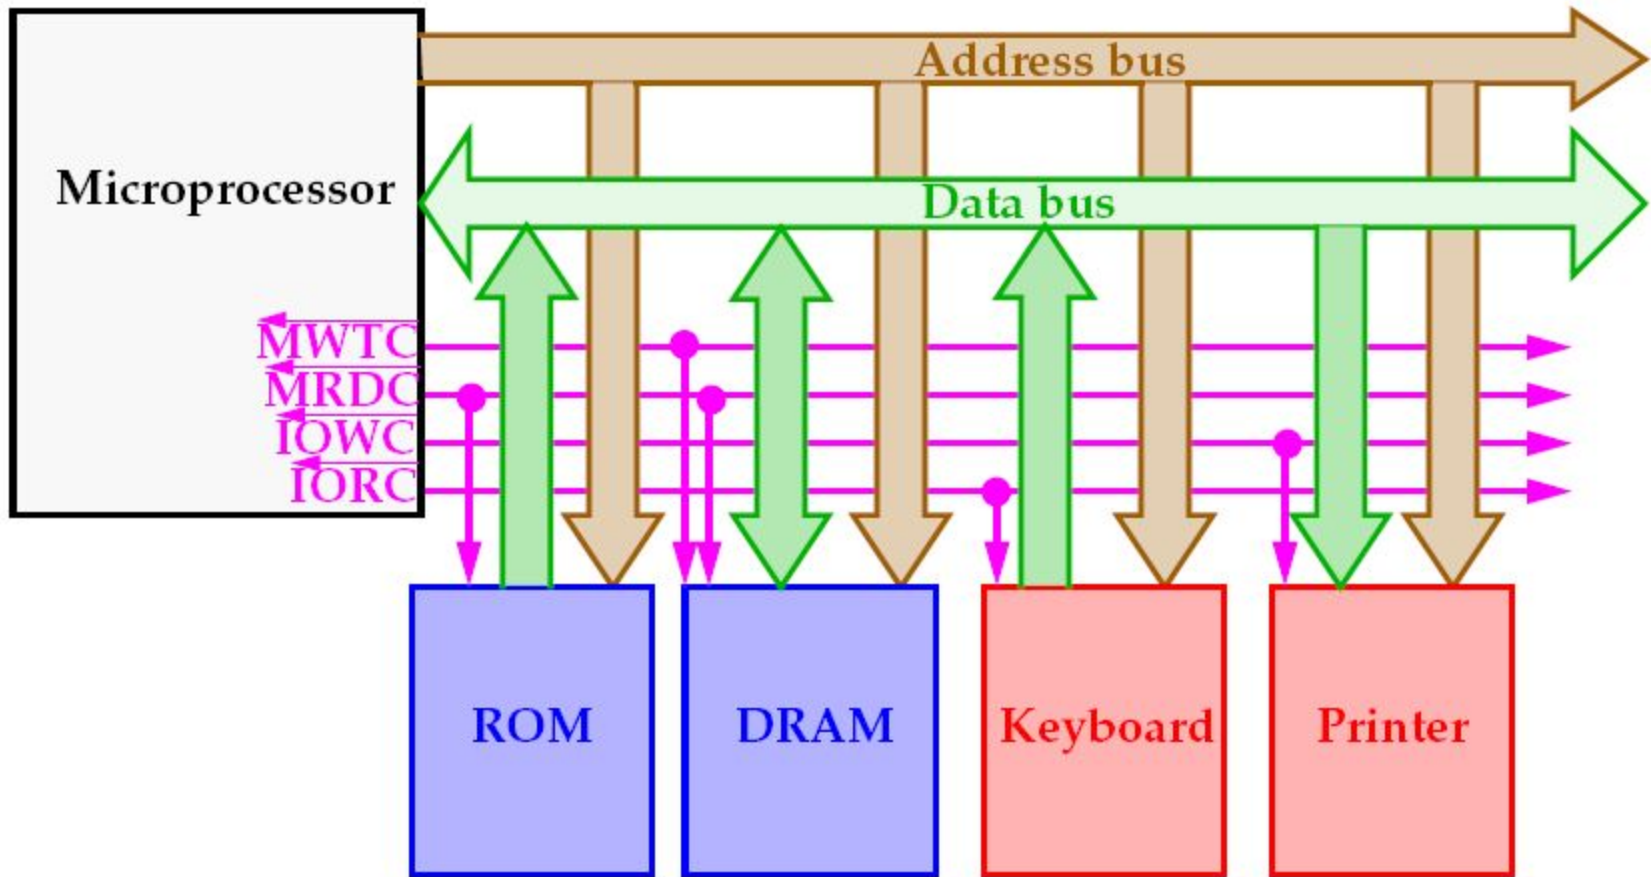 Address bus
Microprocessor
Data bus
MWTC
MRDC
IOWC
IORC
ROM
DRAM
Keyboard
Printer